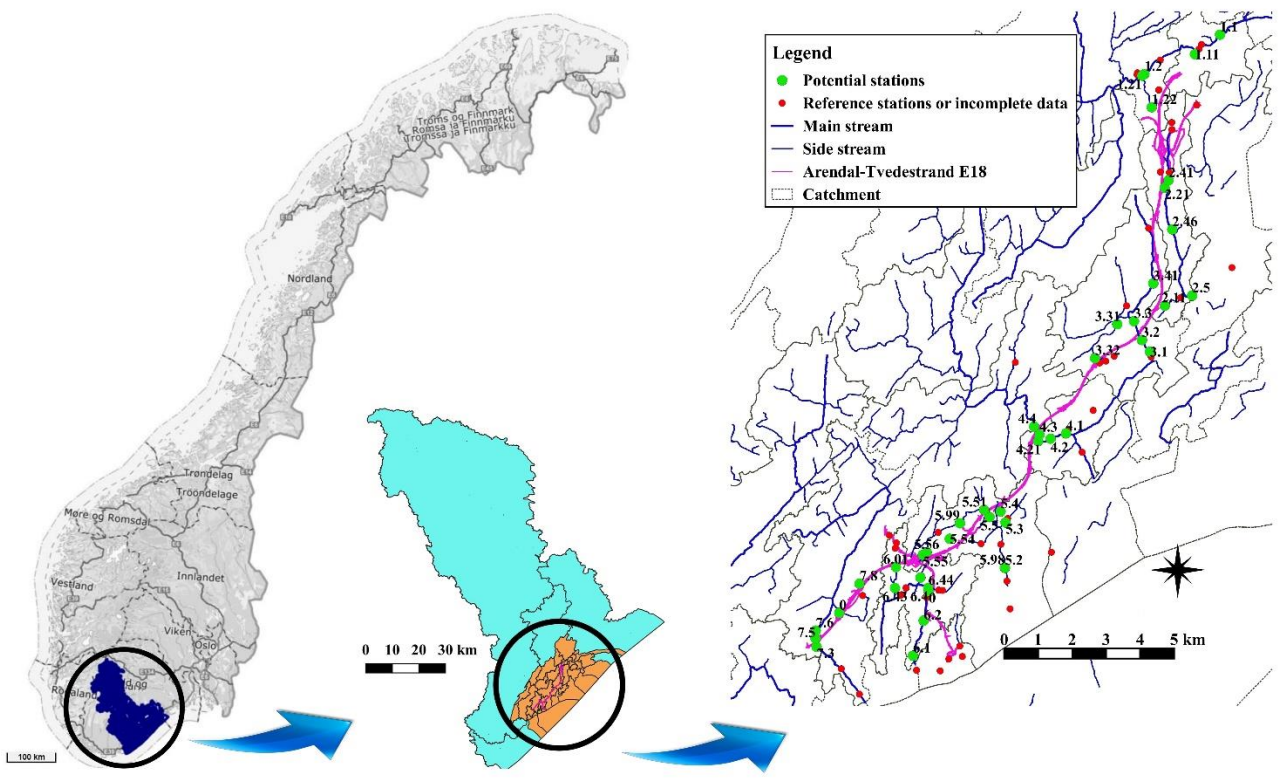 Troms og Finnmark
Romsa ja Finnmárku
Tromssa ja Finmarkku
Nordland
Trøndelag
Trööndelage
Møre og Romsdal
Vestland
Innlandet
Viken
Oslo
Rogaland
100 km
0 10 20 30 km
Legend
Potential stations
Reference stations or incomplete data
Main stream
Side stream
Arendal-Tvedestrand E18
Catchment
1.1
1.11
1.2
1.21
1.22
2.41
2.21
2.46
3.41
2.5
2.11
3.3
3.31
3.2
3.32
3.1
4.4
4.3
4.1
4.2
4.21
5.51
5.4
5.99
5.5
5.3
5.54
5.56
5.55
5.98
5.2
6.01
7.8
6.44
6.43
6.40
0
6.2
7.6
7.5
7.3
6.1
0 1 2 3 4 5 km